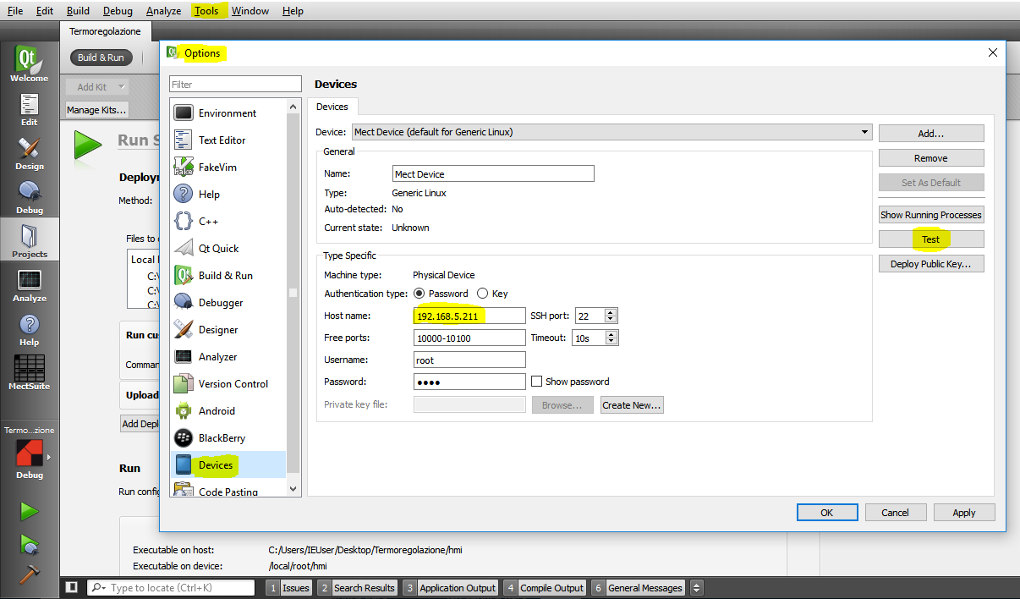 File Edit Build Debug Analyze Tools Window Help
Termoregolazione
Build & Run
Add Kit
Manage Kits...
Welcome
Edit
Design
Debug
Projects
Analyze
Help
MectSuite
Termo...zione
Debug
Run S
Deployn
Method:
Files to
Local
C:\
C:\
C:\
Run cus
Comman
Upload
Add Depl
Run
Run config
Executable on host: C:/Users/IEUser/Desktop/Termoregolazione/hmi
Executable on device: /local/root/hmi
Options
Filter
Environment
Text Editor
FakeVim
Help
C++
Qt Quick
Build & Run
Debugger
Designer
Analyzer
Version Control
Android
BlackBerry
Devices
Code Pasting
Devices
Devices
Device: Mect Device (default for Generic Linux)
General
Name: Mect Device
Type: Generic Linux
Auto-detected: No
Current state: Unknown
Type Specific
Machine type: Physical Device
Authentication type: Password Key
Host name: 192.168.5.211 SSH port: 22
Free ports: 10000-10100 Timeout: 10s
Username: root
Password: ●●●● Show password
Private key file: Browse... Create New...
Add...
Remove
Set As Default
Show Running Processes
Test
Deploy Public Key...
OK Cancel Apply
Type to locate (Ctrl+K) 1 Issues 2 Search Results 3 Application Output 4 Compile Output 6 General Messages